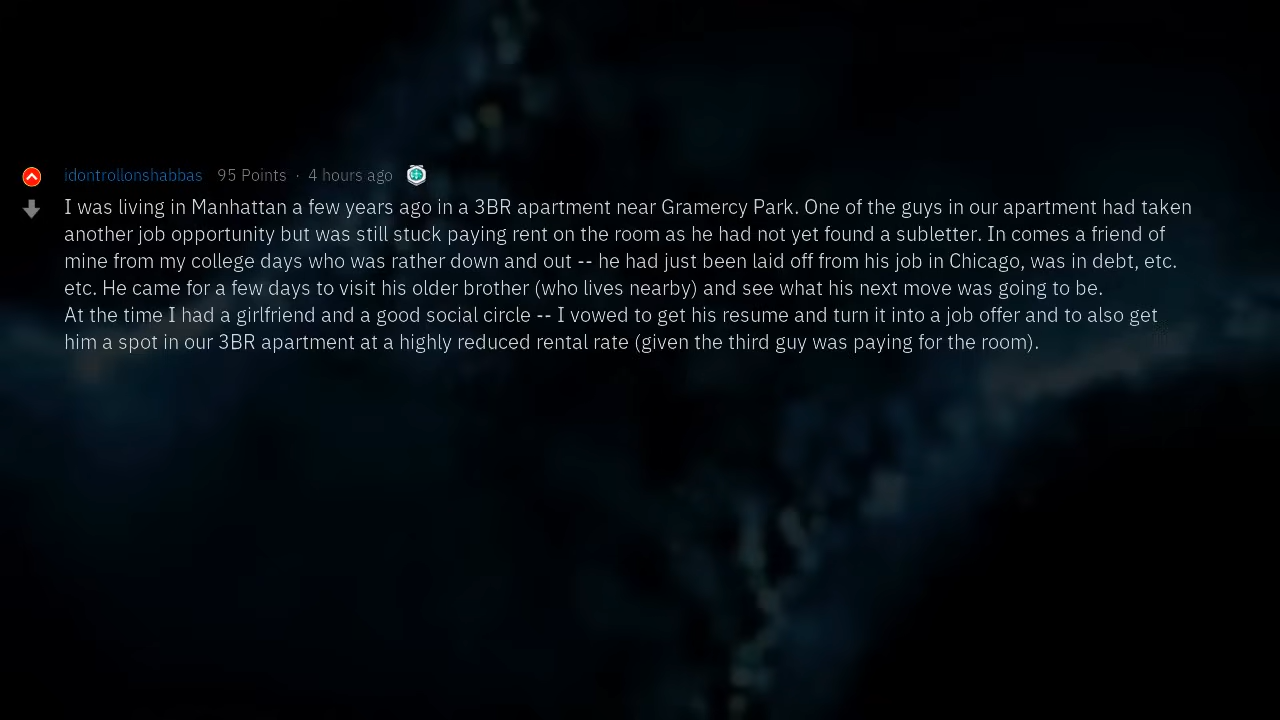 idontrollonshabbas 95 Points · 4 hours ago
I was living in Manhattan a few years ago in a 3BR apartment near Gramercy Park. One of the guys in our apartment had taken
another job opportunity but was still stuck paying rent on the room as he had not yet found a subletter. In comes a friend of
mine from my college days who was rather down and out -- he had just been laid off from his job in Chicago, was in debt, etc.
etc. He came for a few days to visit his older brother (who lives nearby) and see what his next move was going to be.
At the time I had a girlfriend and a good social circle -- I vowed to get his resume and turn it into a job offer and to also get
him a spot in our 3BR apartment at a highly reduced rental rate (given the third guy was paying for the room).